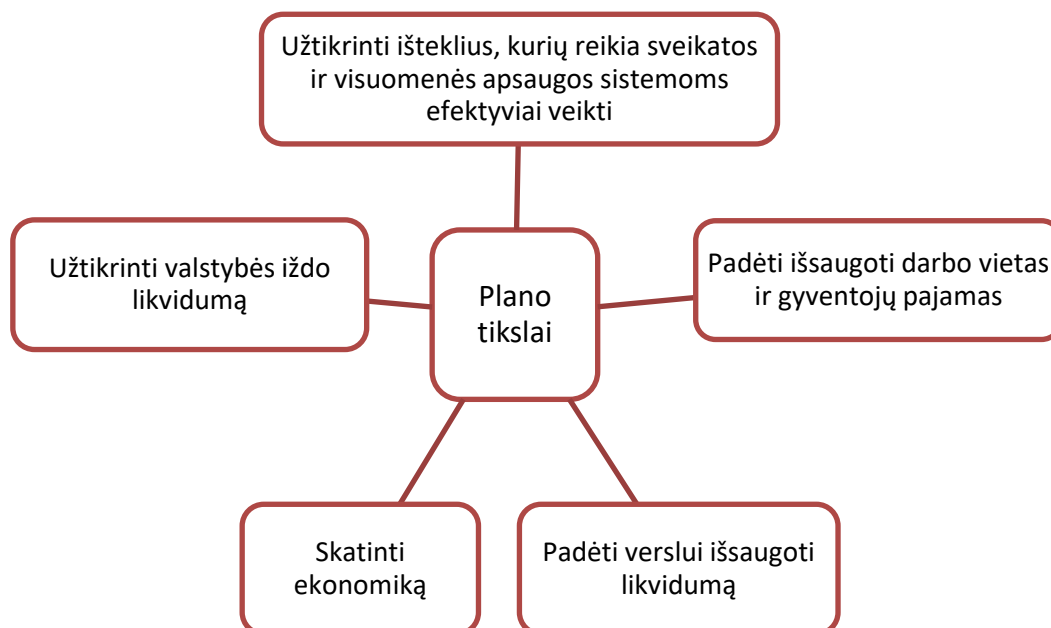 Užtikrinti išteklius, kurių reikia sveikatos
ir visuomenės apsaugos sistemoms
efektyviai veikti
Užtikrinti valstybės iždo
likvidumą
Plano
tikslai
Padėti išsaugoti darbo vietas
ir gyventojų pajamas
Skatinti
ekonomiką
Padėti verslui išsaugoti
likvidumą